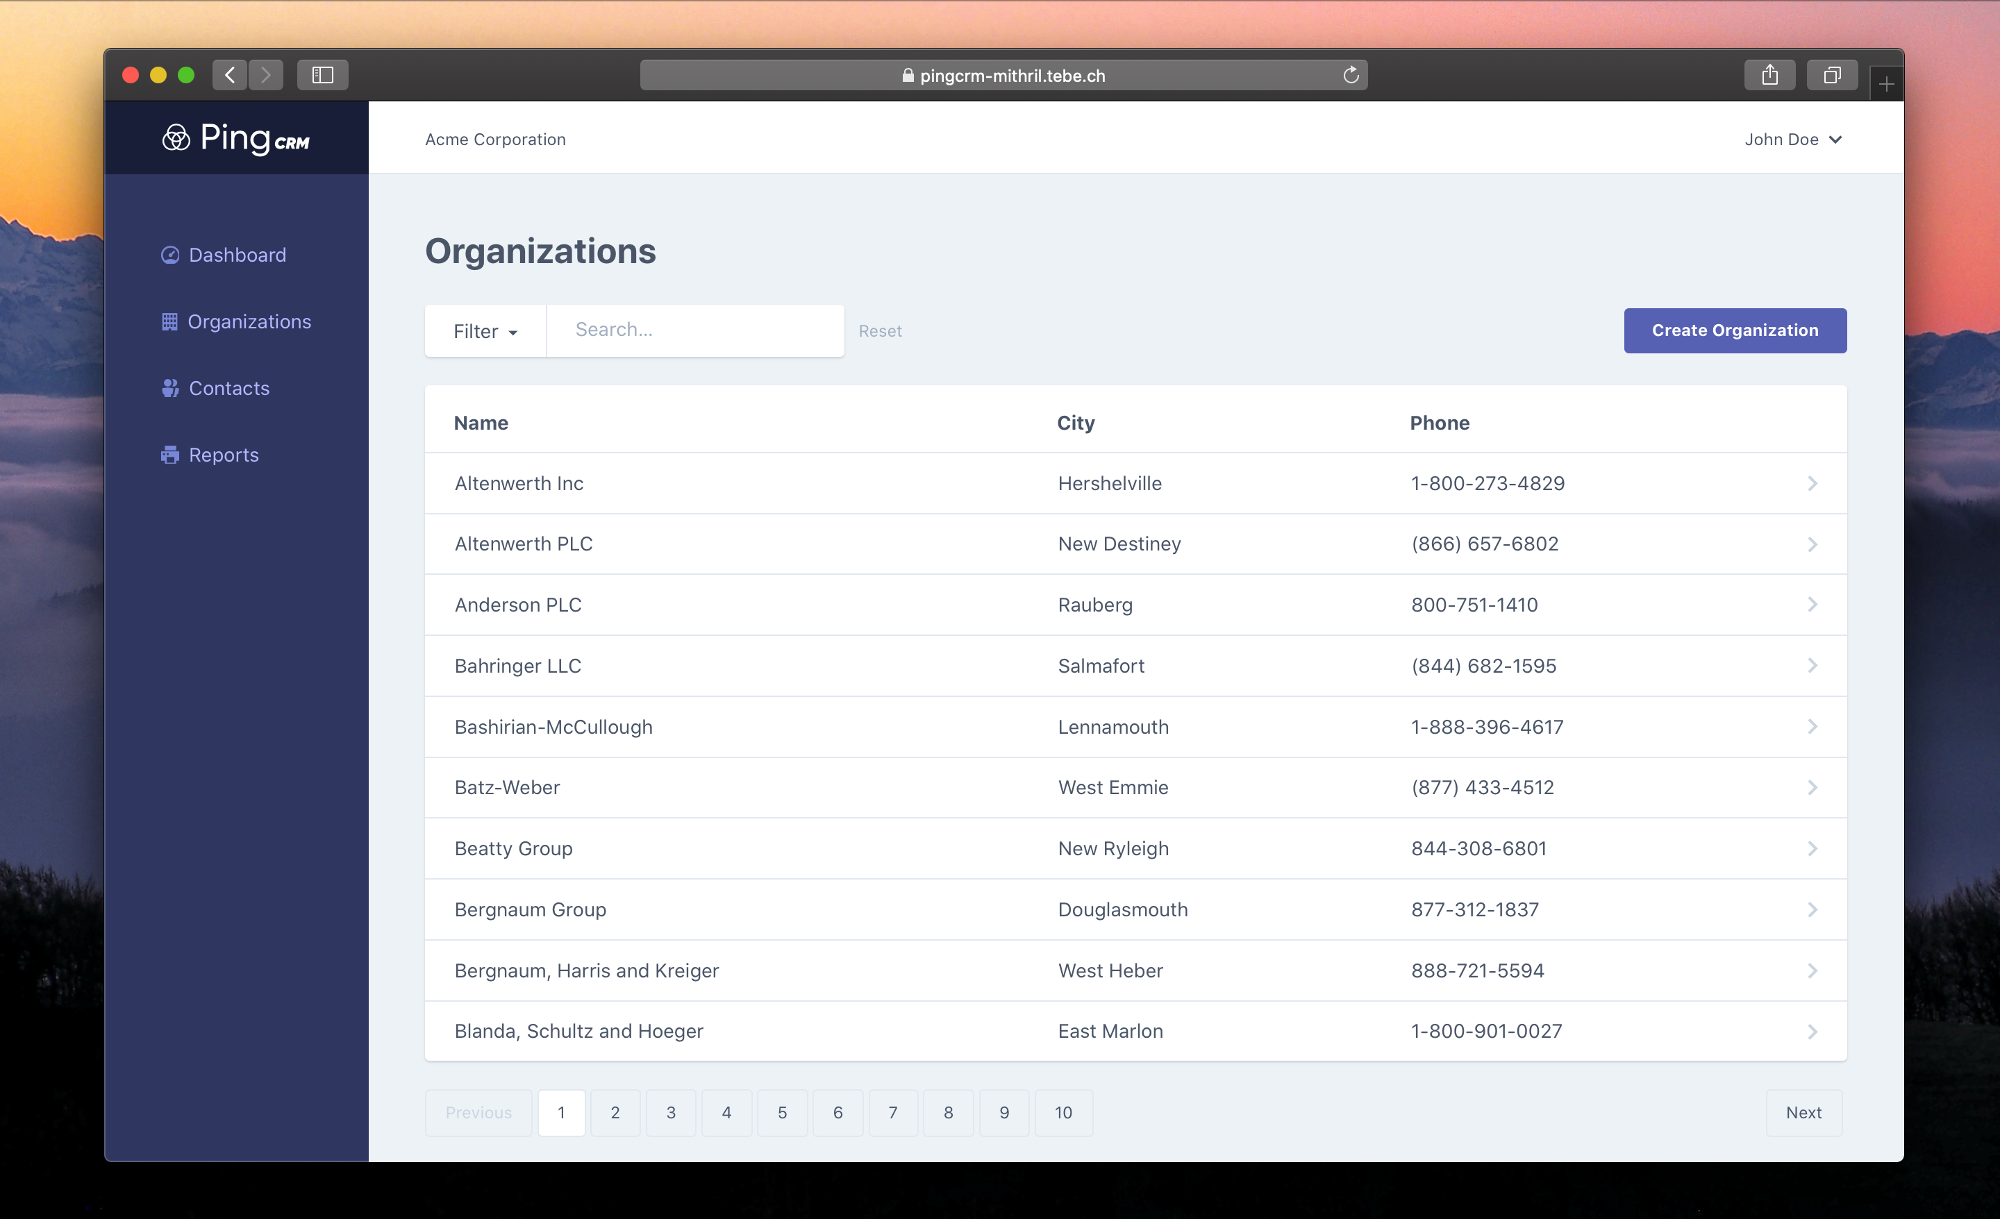 pingcrm-mithril.tebe.ch
Ping CRM
Acme Corporation
John Doe
Dashboard
Organizations
Contacts
Reports
Organizations
Filter
Search...
Reset
Create Organization
Name City Phone
Altenwerth Inc Hershelville 1-800-273-4829
Altenwerth PLC New Destiney (866) 657-6802
Anderson PLC Rauberg 800-751-1410
Bahringer LLC Salmafort (844) 682-1595
Bashirian-McCullough Lennamouth 1-888-396-4617
Batz-Weber West Emmie (877) 433-4512
Beatty Group New Ryleigh 844-308-6801
Bergnaum Group Douglasmouth 877-312-1837
Bergnaum, Harris and Kreiger West Heber 888-721-5594
Blanda, Schultz and Hoeger East Marlon 1-800-901-0027
Previous 1 2 3 4 5 6 7 8 9 10 Next